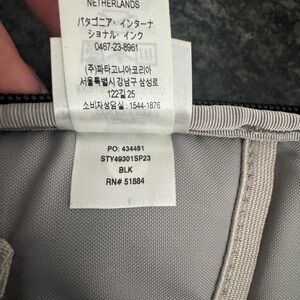 NETHERLANDS
パタゴニア・インターナ
ショナル・インク
0467-23-8961
(주)파타고니아코리아
서울특별시 강남구 삼성로
122길 25
소비자상담실 : 1544-1876
PO: 434481
STY49301SP23
BLK
RN# 51884